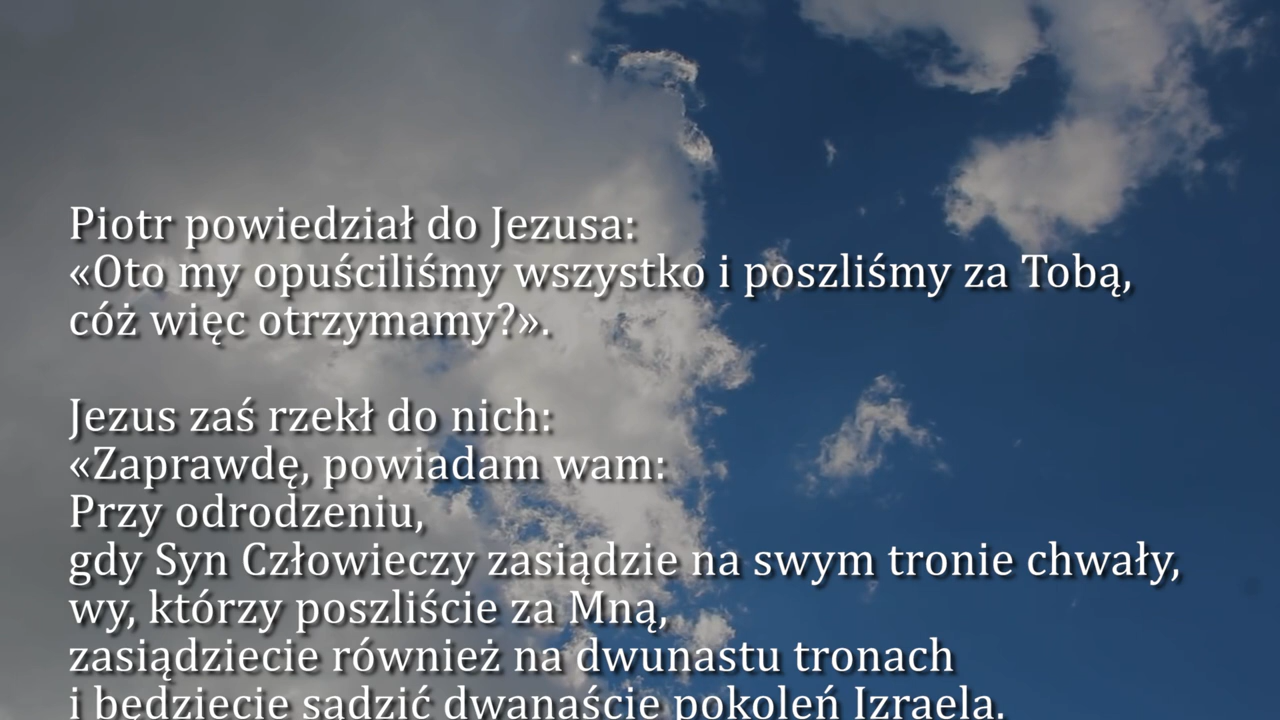 Piotr powiedział do Jezusa:
«Oto my opuściliśmy wszystko i poszliśmy za Tobą,
cóż więc otrzymamy?».
Jezus zaś rzekł do nich:
«Zaprawdę, powiadam wam:
Przy odrodzeniu,
gdy Syn Człowieczy zasiądzie na swym tronie chwały,
wy, którzy poszliście za Mną,
zasiądziecie również na dwunastu tronach
i będziecie sądzić dwanaście pokoleń Izraela.